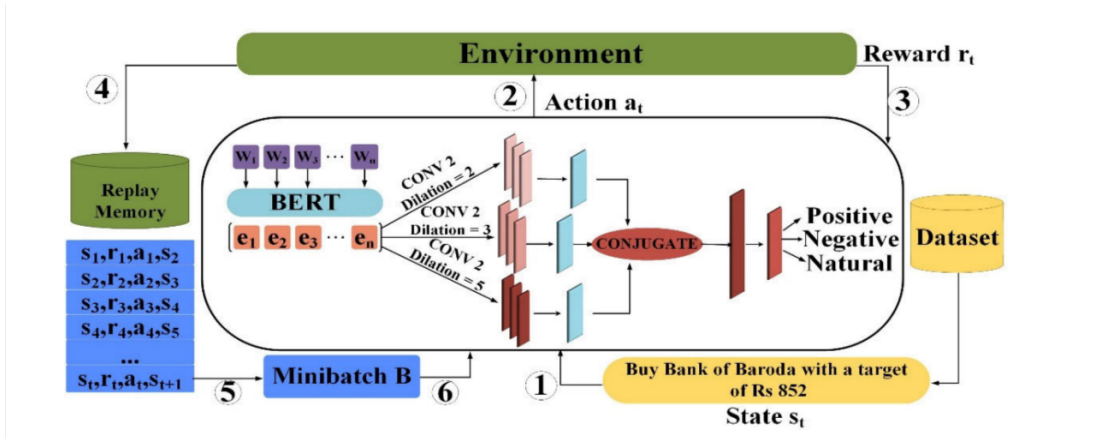 Environment
Reward rt
4
2
Action at
3
W1 W2 W3 ... Wn
BERT
e1 e2 e3 ... en
CONV 2
Dilation = 2
CONV 2
Dilation = 3
CONV 2
Dilation = 5
CONJUGATE
Positive
Negative
Natural
Replay
Memory
Dataset
s1,r1,a1,s2
s2,r2,a2,s3
s3,r3,a3,s4
s4,r4,a4,s5
...
st,rt,at,st+1
5
Minibatch B
6
1
Buy Bank of Baroda with a target
of Rs 852
State st